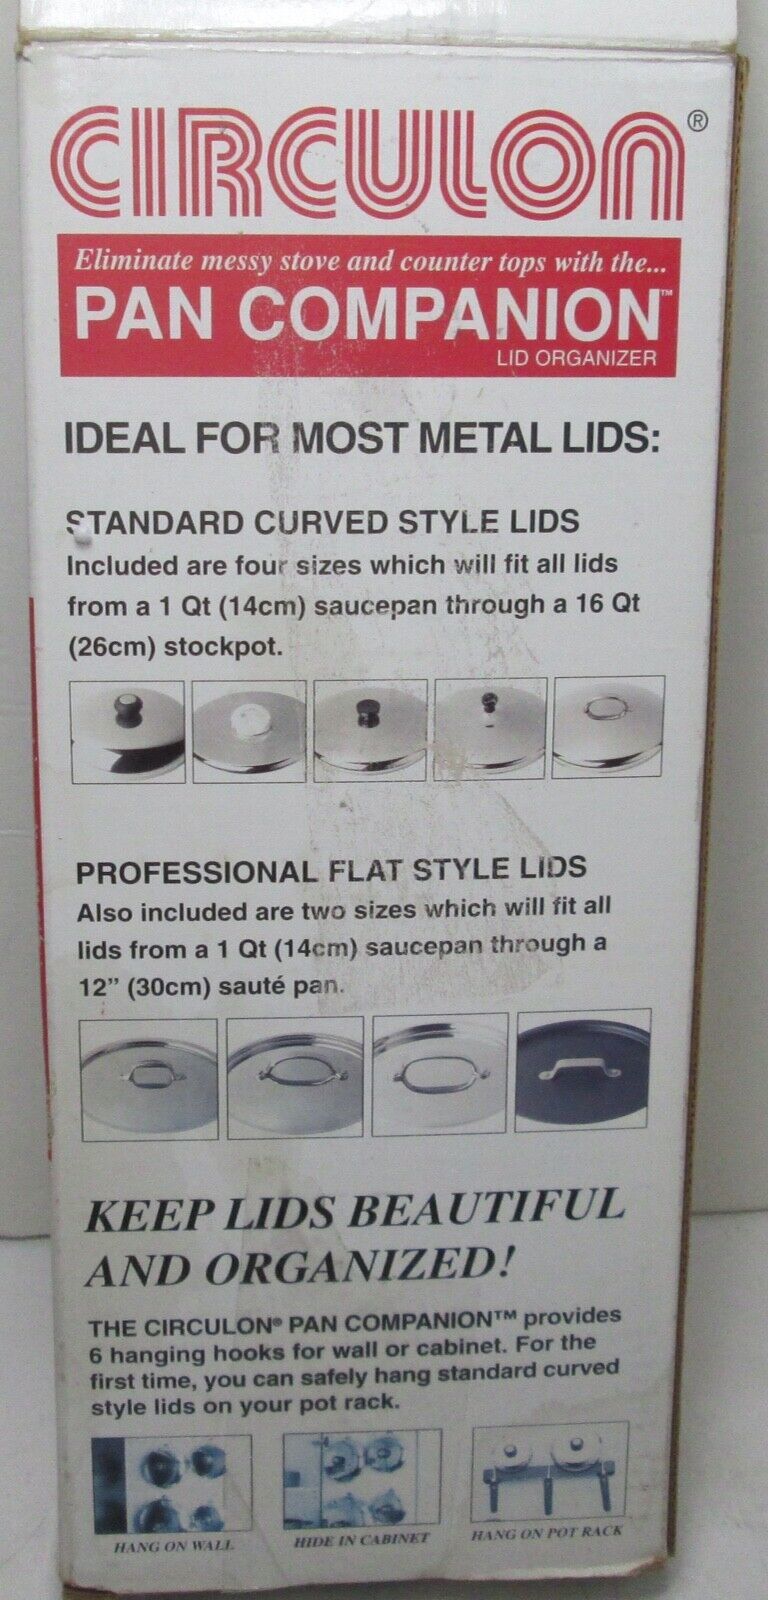 CIRCULON®
Eliminate messy stove and counter tops with the...
PAN COMPANION™
LID ORGANIZER
IDEAL FOR MOST METAL LIDS:
STANDARD CURVED STYLE LIDS
Included are four sizes which will fit all lids
from a 1 Qt (14cm) saucepan through a 16 Qt
(26cm) stockpot.
PROFESSIONAL FLAT STYLE LIDS
Also included are two sizes which will fit all
lids from a 1 Qt (14cm) saucepan through a
12” (30cm) sauté pan.
KEEP LIDS BEAUTIFUL
AND ORGANIZED!
THE CIRCULON® PAN COMPANION™ provides
6 hanging hooks for wall or cabinet. For the
first time, you can safely hang standard curved
style lids on your pot rack.
HANG ON WALL
HIDE IN CABINET
HANG ON POT RACK